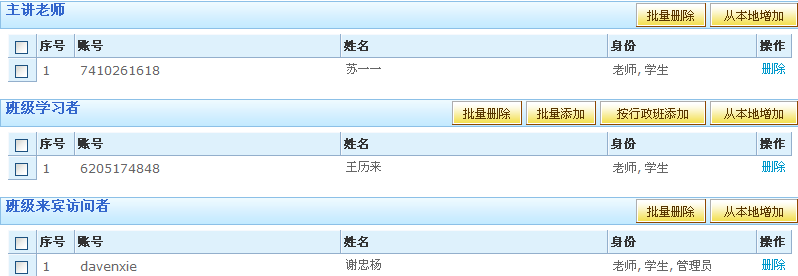 主讲老师 批量删除 从本地增加
序号 账号 姓名 身份 操作
1 7410261618 苏一一 老师, 学生 删除
班级学习者 批量删除 批量添加 按行政班添加 从本地增加
序号 账号 姓名 身份 操作
1 6205174848 王历来 老师, 学生 删除
班级来宾访问者 批量删除 从本地增加
序号 账号 姓名 身份 操作
1 davenxie 谢忠杨 老师, 学生, 管理员 删除